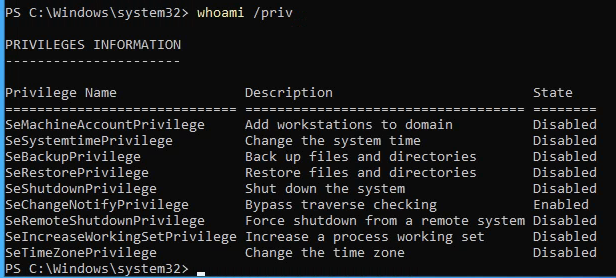 PS C:\Windows\system32> whoami /priv
PRIVILEGES INFORMATION
----------------------
Privilege Name                Description                         State
============================= =================================== ========
SeMachineAccountPrivilege     Add workstations to domain          Disabled
SeSystemtimePrivilege         Change the system time              Disabled
SeBackupPrivilege             Back up files and directories       Disabled
SeRestorePrivilege            Restore files and directories       Disabled
SeShutdownPrivilege           Shut down the system                Disabled
SeChangeNotifyPrivilege       Bypass traverse checking            Enabled
SeRemoteShutdownPrivilege     Force shutdown from a remote system Disabled
SeIncreaseWorkingSetPrivilege Increase a process working set      Disabled
SeTimeZonePrivilege           Change the time zone                Disabled
PS C:\Windows\system32> _